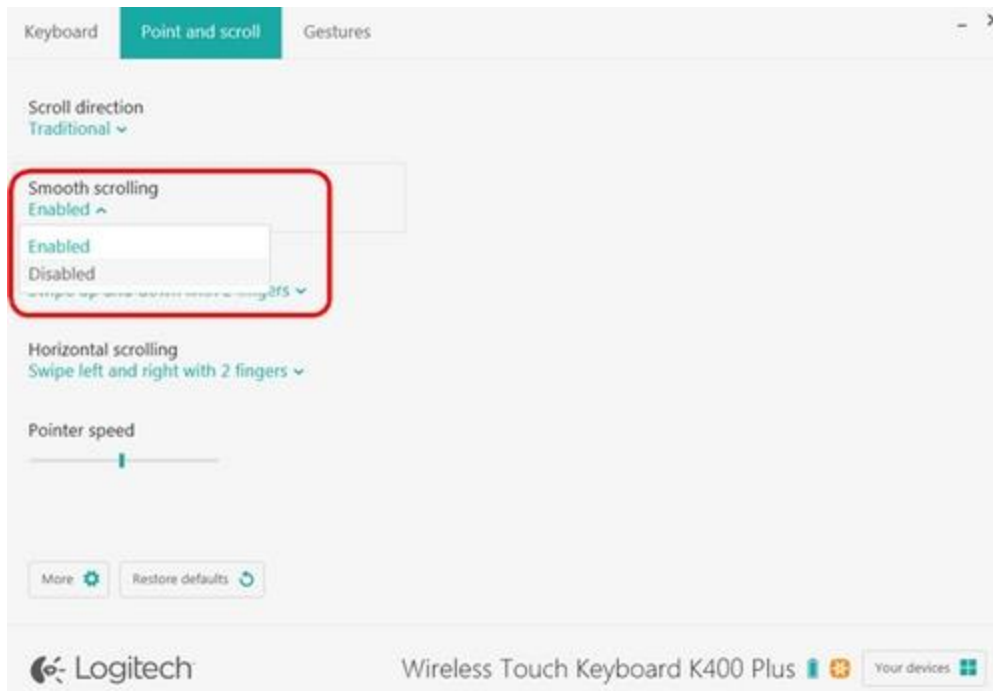 Keyboard
Point and scroll
Gestures
Scroll direction
Traditional
Smooth scrolling
Enabled
Enabled
Disabled
fingers
Horizontal scrolling
Swipe left and right with 2 fingers
Pointer speed
More
Restore defaults
Logitech
Wireless Touch Keyboard K400 Plus
Your devices